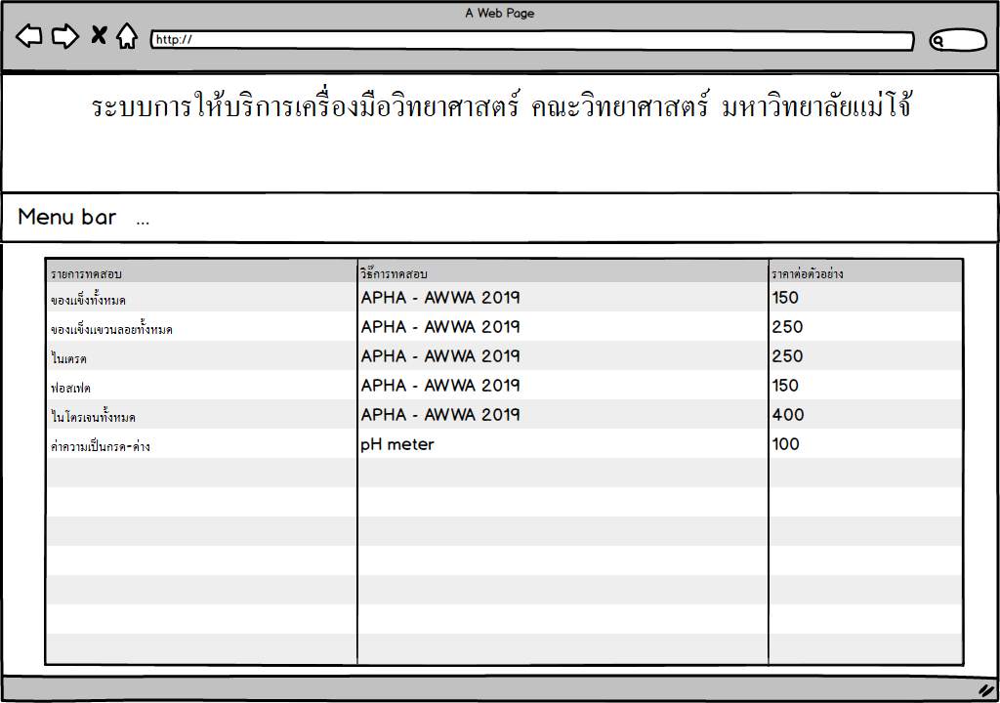 A Web Page
http://
ระบบการให้บริการเครื่องมือวิทยาศาสตร์ คณะวิทยาศาสตร์ มหาวิทยาลัยแม่โจ้
Menu bar ...
รายการทดสอบ วิธีการทดสอบ ราคาต่อตัวอย่าง
ของแข็งทั้งหมด APHA - AWWA 2019 150
ของแข็งแขวนลอยทั้งหมด APHA - AWWA 2019 250
ไนเตรต APHA - AWWA 2019 250
ฟอสเฟต APHA - AWWA 2019 150
ไนโตรเจนทั้งหมด APHA - AWWA 2019 400
ค่าความเป็นกรด-ด่าง pH meter 100